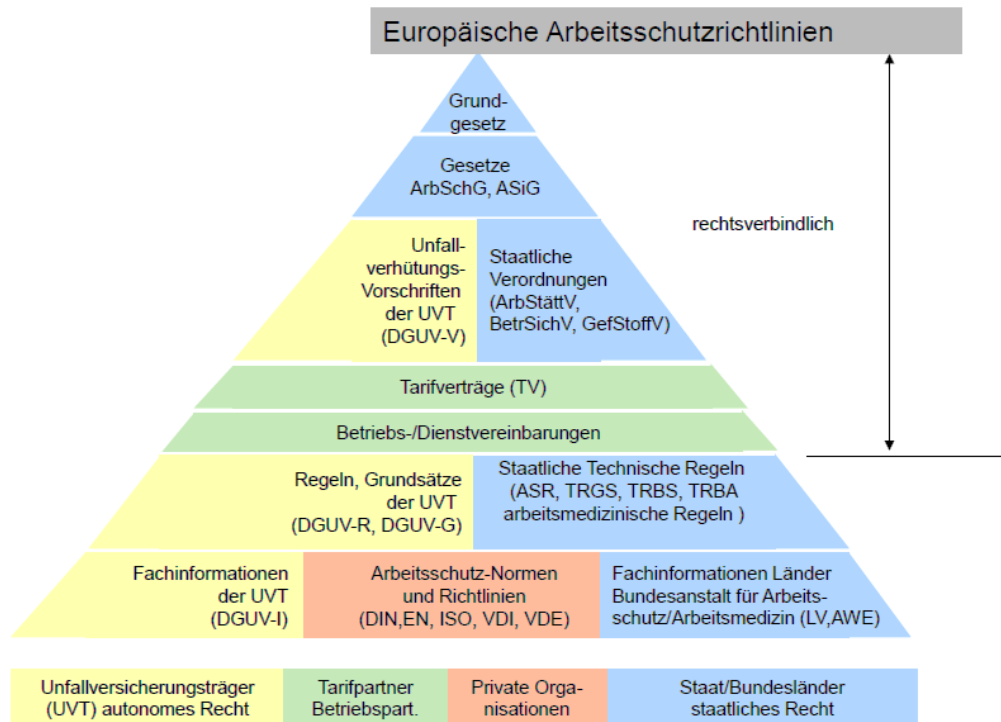 Europäische Arbeitsschutzrichtlinien
Grund-
gesetz
Gesetze
ArbSchG, ASiG
rechtsverbindlich
Unfall-
verhütungs-
Vorschriften
der UVT
(DGUV-V)
Staatliche
Verordnungen
(ArbStättV,
BetrSichV, GefStoffV)
Tarifverträge (TV)
Betriebs-/Dienstvereinbarungen
Regeln, Grundsätze
der UVT
(DGUV-R, DGUV-G)
Staatliche Technische Regeln
(ASR, TRGS, TRBS, TRBA
arbeitsmedizinische Regeln )
Fachinformationen
der UVT
(DGUV-I)
Arbeitsschutz-Normen
und Richtlinien
(DIN,EN, ISO, VDI, VDE)
Fachinformationen Länder
Bundesanstalt für Arbeits-
schutz/Arbeitsmedizin (LV,AWE)
Unfallversicherungsträger
(UVT) autonomes Recht
Tarifpartner
Betriebspart.
Private Orga-
nisationen
Staat/Bundesländer
staatliches Recht